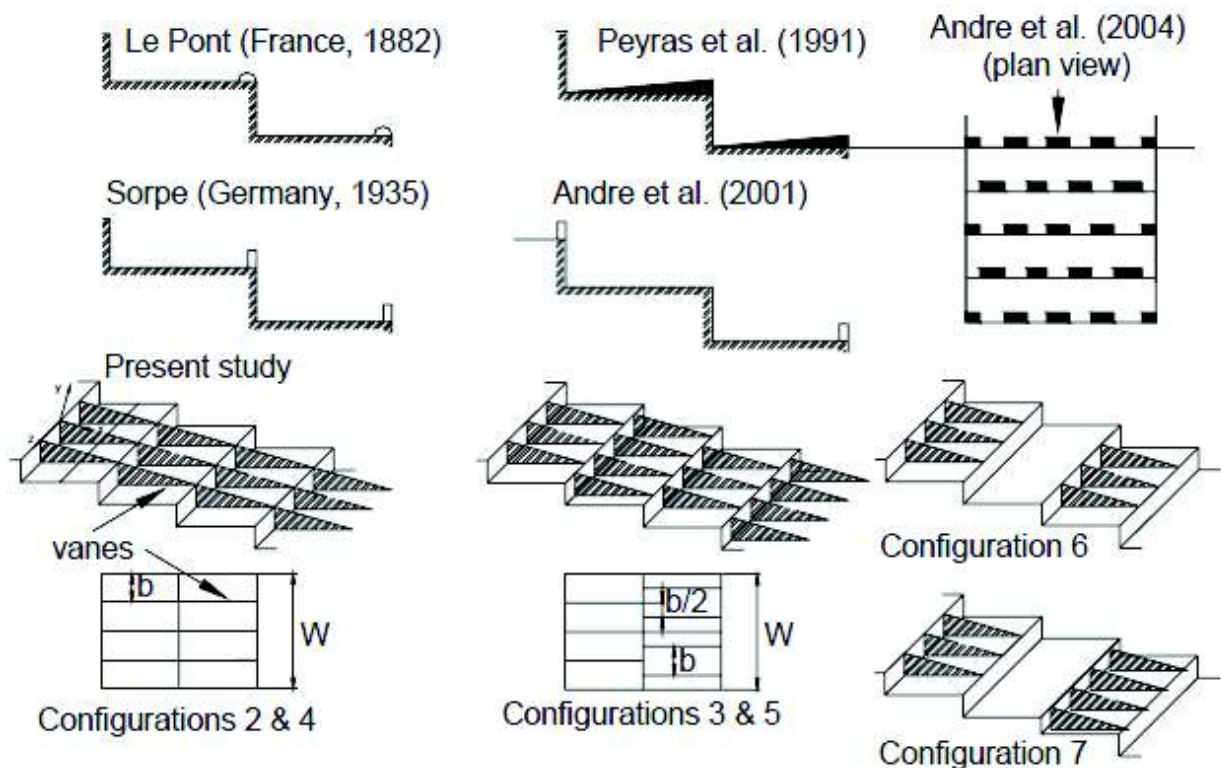 Le Pont (France, 1882)
Peyras et al. (1991)
Andre et al. (2004)
(plan view)
Sorpe (Germany, 1935)
Andre et al. (2001)
Present study
y
z
vanes
b
W
b/2
b
W
Configurations 2 & 4
Configurations 3 & 5
Configuration 6
Configuration 7